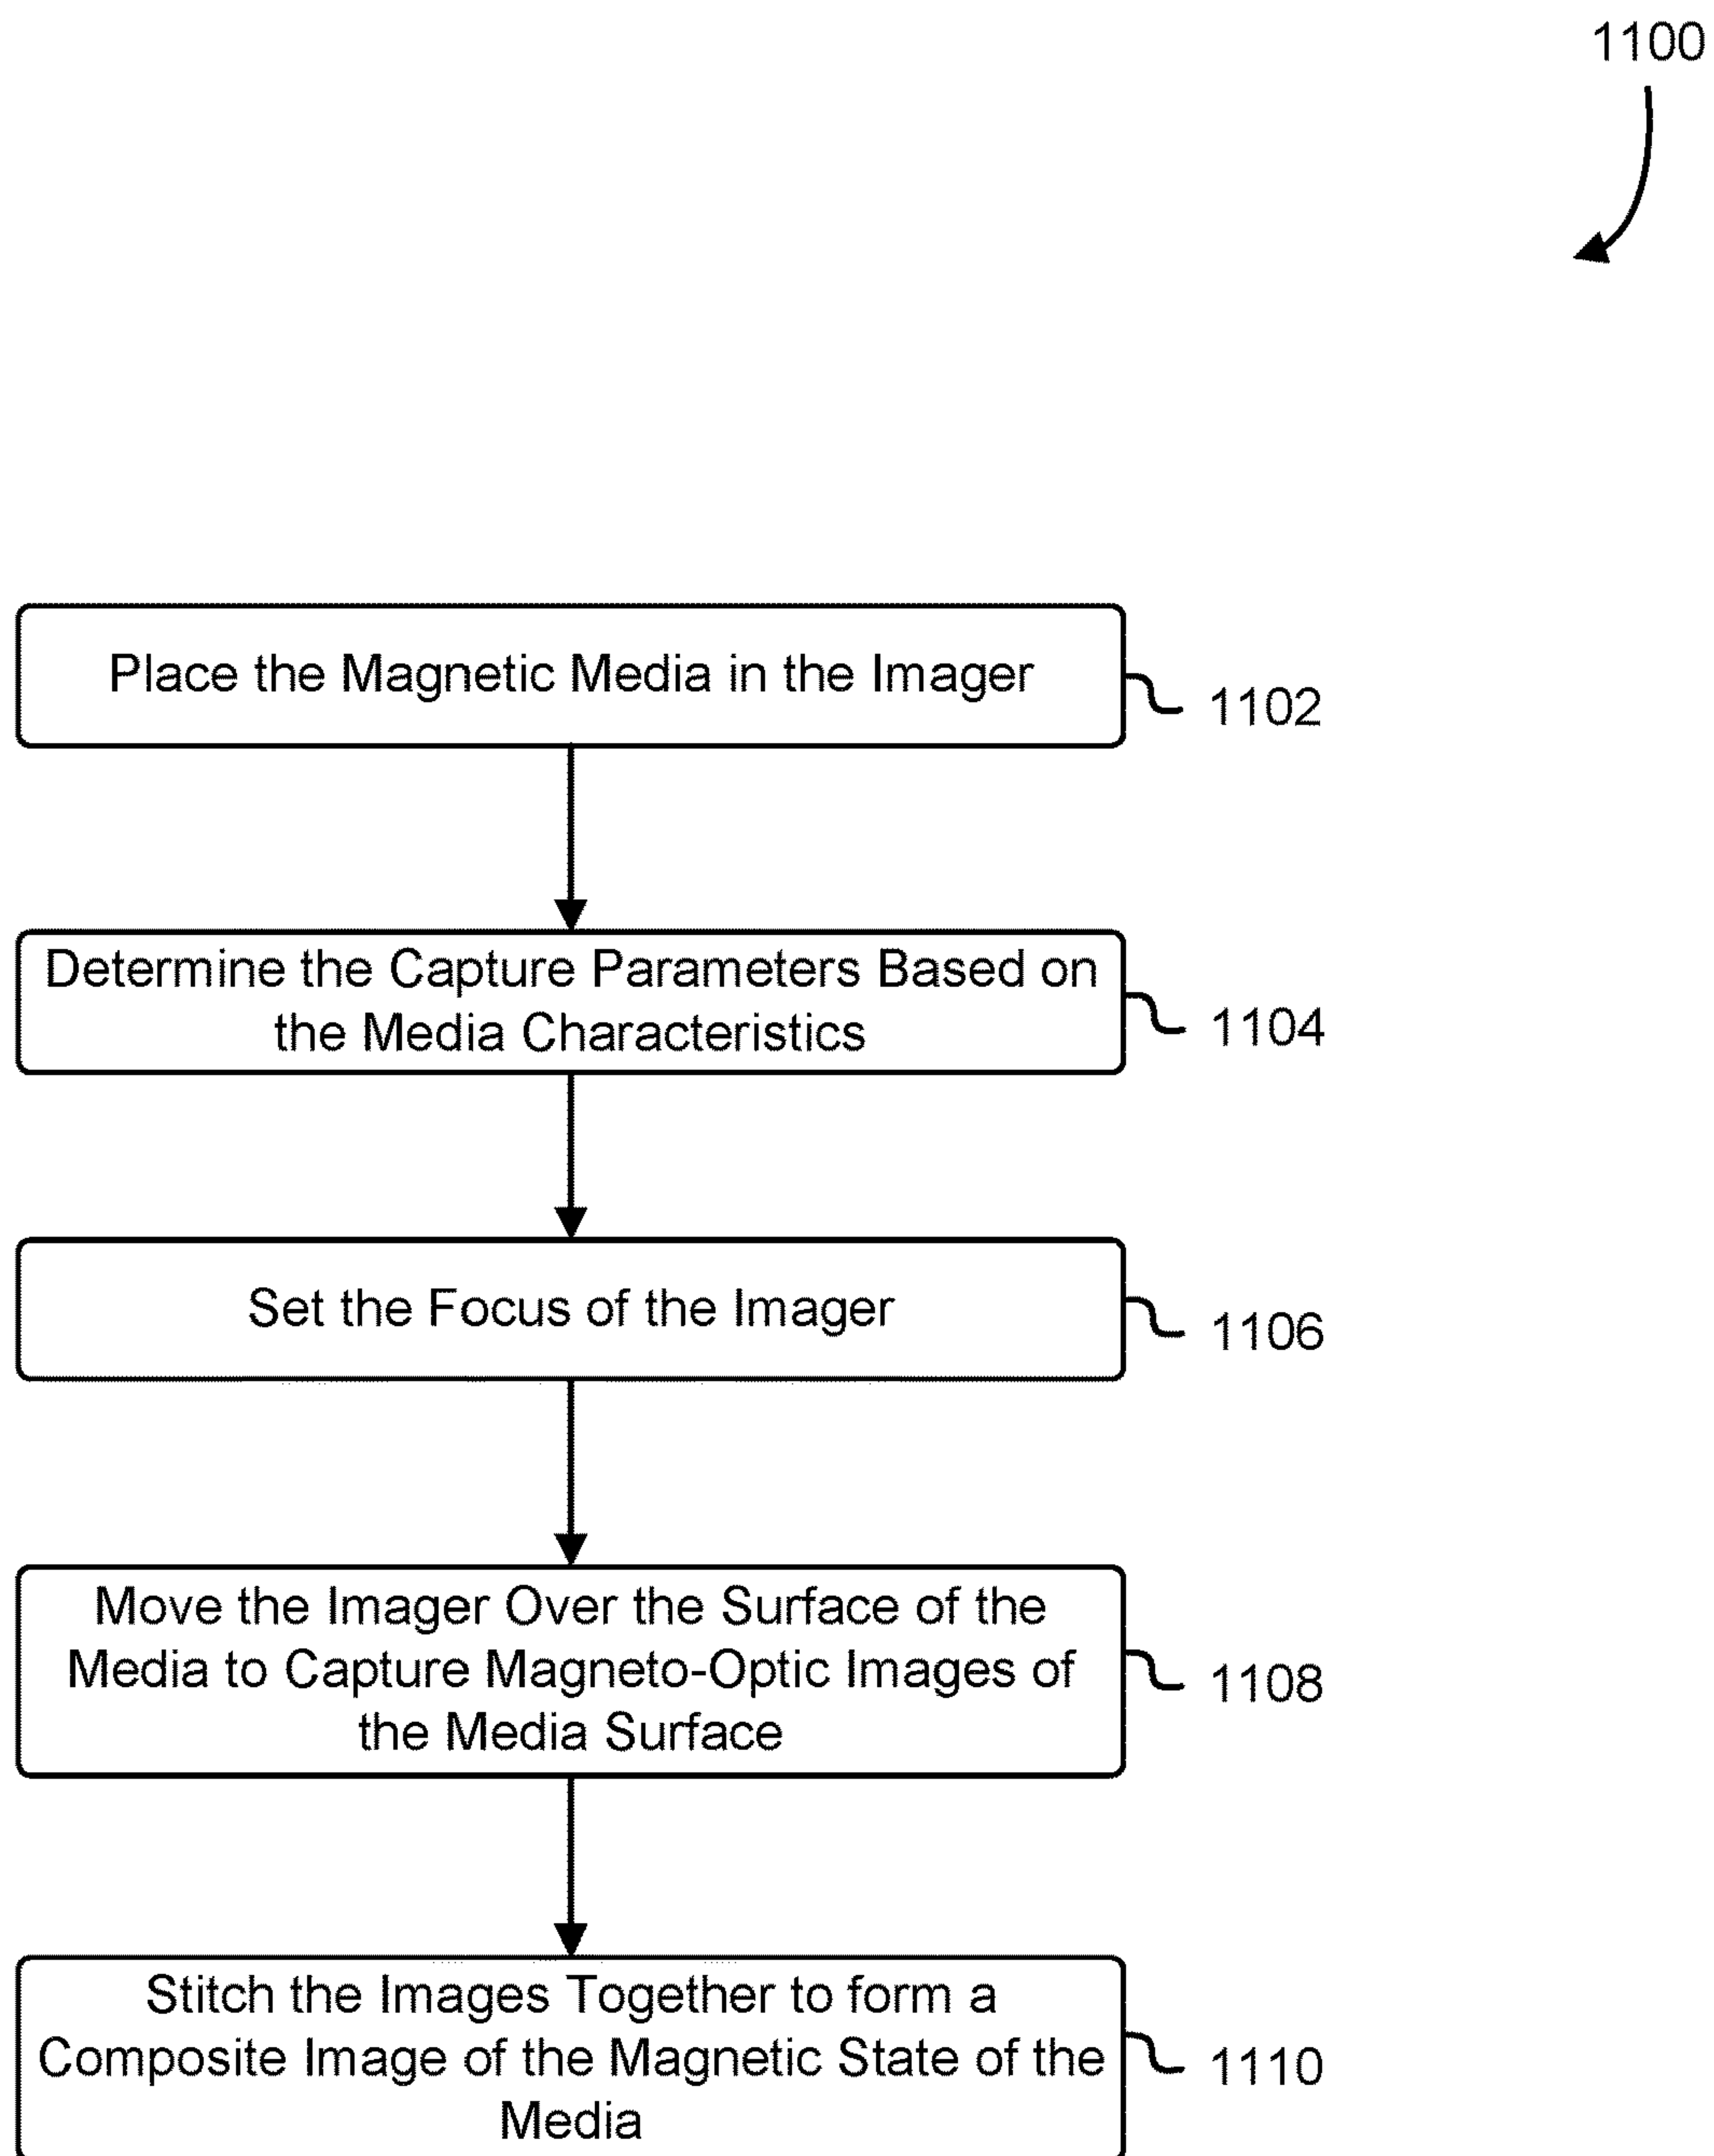 1100
Place the Magnetic Media in the Imager
1102
Determine the Capture Parameters Based on
the Media Characteristics
1104
Set the Focus of the Imager
1106
Move the Imager Over the Surface of the
Media to Capture Magneto-Optic Images of
the Media Surface
1108
Stitch the Images Together to form a
Composite Image of the Magnetic State of the
Media
1110